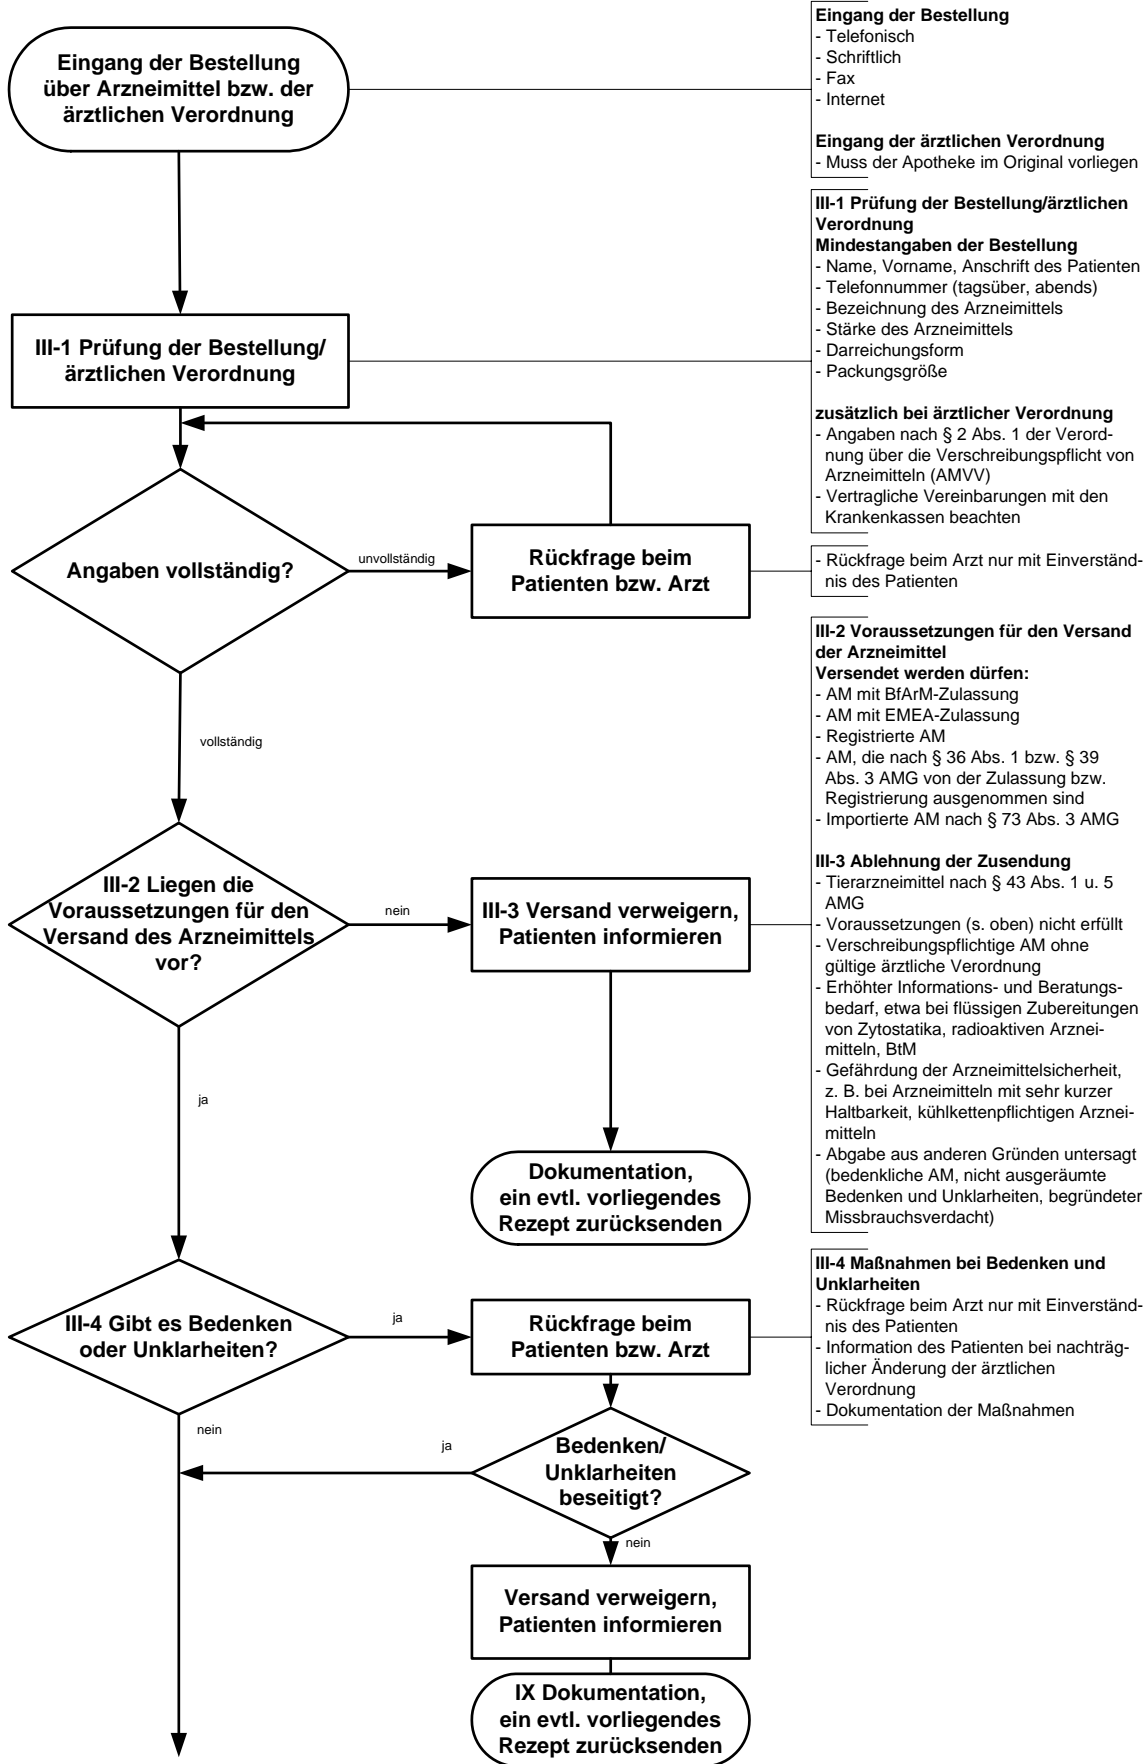 Eingang der Bestellung
über Arzneimittel bzw. der
ärztlichen Verordnung
Eingang der Bestellung
- Telefonisch
- Schriftlich
- Fax
- Internet
Eingang der ärztlichen Verordnung
- Muss der Apotheke im Original vorliegen
III-1 Prüfung der Bestellung/
ärztlichen Verordnung
III-1 Prüfung der Bestellung/ärztlichen
Verordnung
Mindestangaben der Bestellung
- Name, Vorname, Anschrift des Patienten
- Telefonnummer (tagsüber, abends)
- Bezeichnung des Arzneimittels
- Stärke des Arzneimittels
- Darreichungsform
- Packungsgröße
zusätzlich bei ärztlicher Verordnung
- Angaben nach § 2 Abs. 1 der Verord-
nung über die Verschreibungspflicht von
Arzneimitteln (AMVV)
- Vertragliche Vereinbarungen mit den
Krankenkassen beachten
Angaben vollständig?
unvollständig
Rückfrage beim
Patienten bzw. Arzt
- Rückfrage beim Arzt nur mit Einverständ-
nis des Patienten
vollständig
III-2 Voraussetzungen für den Versand
der Arzneimittel
Versendet werden dürfen:
- AM mit BfArM-Zulassung
- AM mit EMEA-Zulassung
- Registrierte AM
- AM, die nach § 36 Abs. 1 bzw. § 39
Abs. 3 AMG von der Zulassung bzw.
Registrierung ausgenommen sind
- Importierte AM nach § 73 Abs. 3 AMG
III-2 Liegen die
Voraussetzungen für den
Versand des Arzneimittels
vor?
nein
III-3 Versand verweigern,
Patienten informieren
III-3 Ablehnung der Zusendung
- Tierarzneimittel nach § 43 Abs. 1 u. 5
AMG
- Voraussetzungen (s. oben) nicht erfüllt
- Verschreibungspflichtige AM ohne
gültige ärztliche Verordnung
- Erhöhter Informations- und Beratungs-
bedarf, etwa bei flüssigen Zubereitungen
von Zytostatika, radioaktiven Arznei-
mitteln, BtM
- Gefährdung der Arzneimittelsicherheit,
z. B. bei Arzneimitteln mit sehr kurzer
Haltbarkeit, kühlkettenpflichtigen Arznei-
mitteln
- Abgabe aus anderen Gründen untersagt
(bedenkliche AM, nicht ausgeräumte
Bedenken und Unklarheiten, begründeter
Missbrauchsverdacht)
ja
Dokumentation,
ein evtl. vorliegendes
Rezept zurücksenden
III-4 Gibt es Bedenken
oder Unklarheiten?
ja
Rückfrage beim
Patienten bzw. Arzt
III-4 Maßnahmen bei Bedenken und
Unklarheiten
- Rückfrage beim Arzt nur mit Einverständ-
nis des Patienten
- Information des Patienten bei nachträg-
licher Änderung der ärztlichen
Verordnung
- Dokumentation der Maßnahmen
nein
ja
Bedenken/
Unklarheiten
beseitigt?
nein
Versand verweigern,
Patienten informieren
IX Dokumentation,
ein evtl. vorliegendes
Rezept zurücksenden